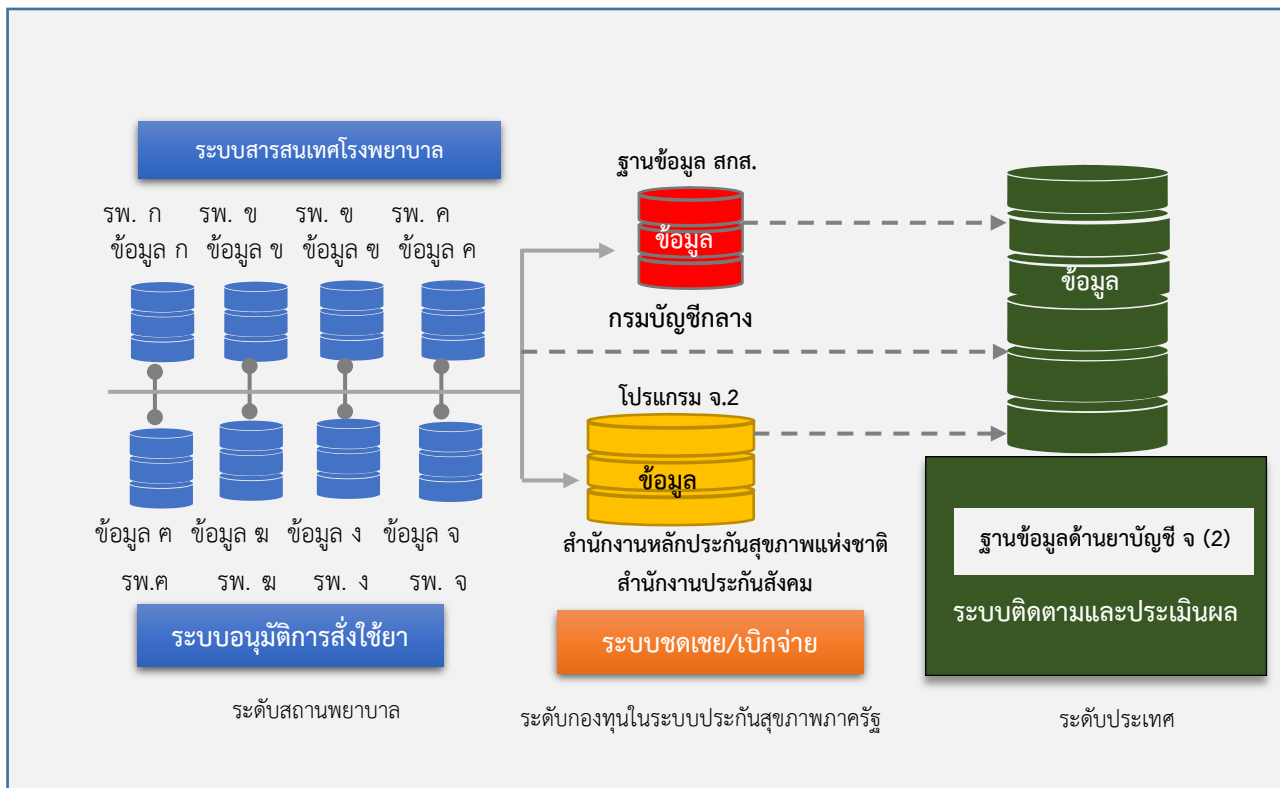 ระบบสารสนเทศโรงพยาบาล
รพ. ก รพ. ข รพ. ฃ รพ. ค
ข้อมูล ก ข้อมูล ข ข้อมูล ฃ ข้อมูล ค
ข้อมูล ฅ ข้อมูล ฆ ข้อมูล ง ข้อมูล จ
รพ.ฅ รพ. ฆ รพ. ง รพ. จ
ระบบอนุมัติการสั่งใช้ยา
ระดับสถานพยาบาล
ฐานข้อมูล สกส.
ข้อมูล
กรมบัญชีกลาง
โปรแกรม จ.2
ข้อมูล
สำนักงานหลักประกันสุขภาพแห่งชาติ
สำนักงานประกันสังคม
ระบบชดเชย/เบิกจ่าย
ระดับกองทุนในระบบประกันสุขภาพภาครัฐ
ข้อมูล
ฐานข้อมูลด้านยาบัญชี จ (2)
ระบบติดตามและประเมินผล
ระดับประเทศ